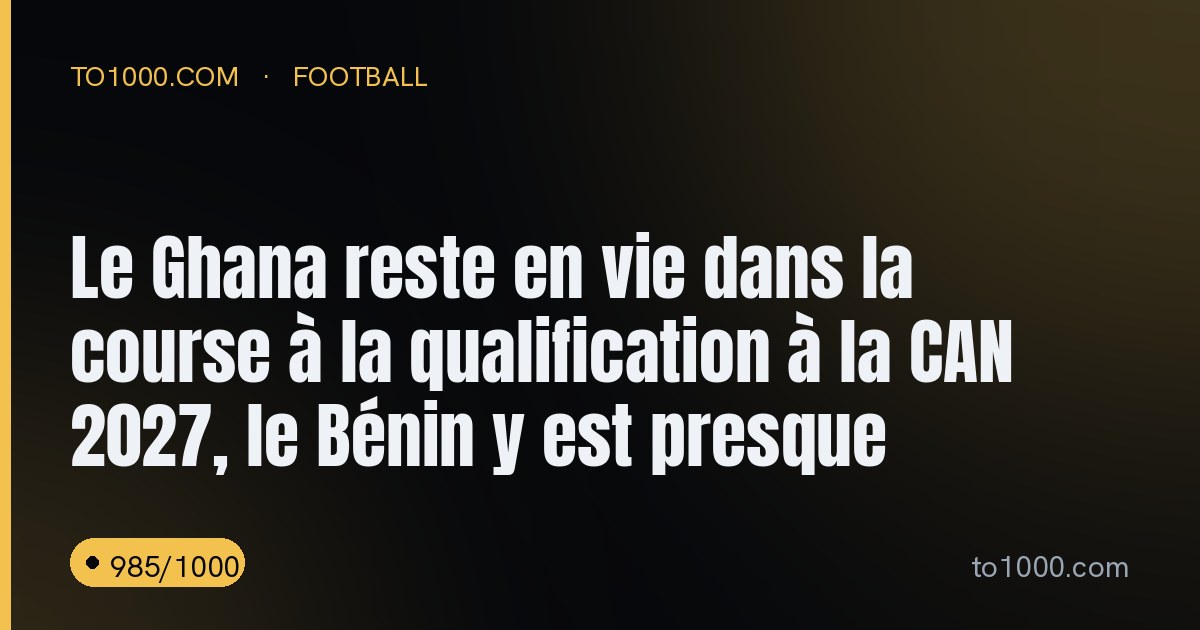 TO1000.COM · FOOTBALL
Le Ghana reste en vie dans la
course à la qualification à la CAN
2027, le Bénin y est presque
985/1000
to1000.com